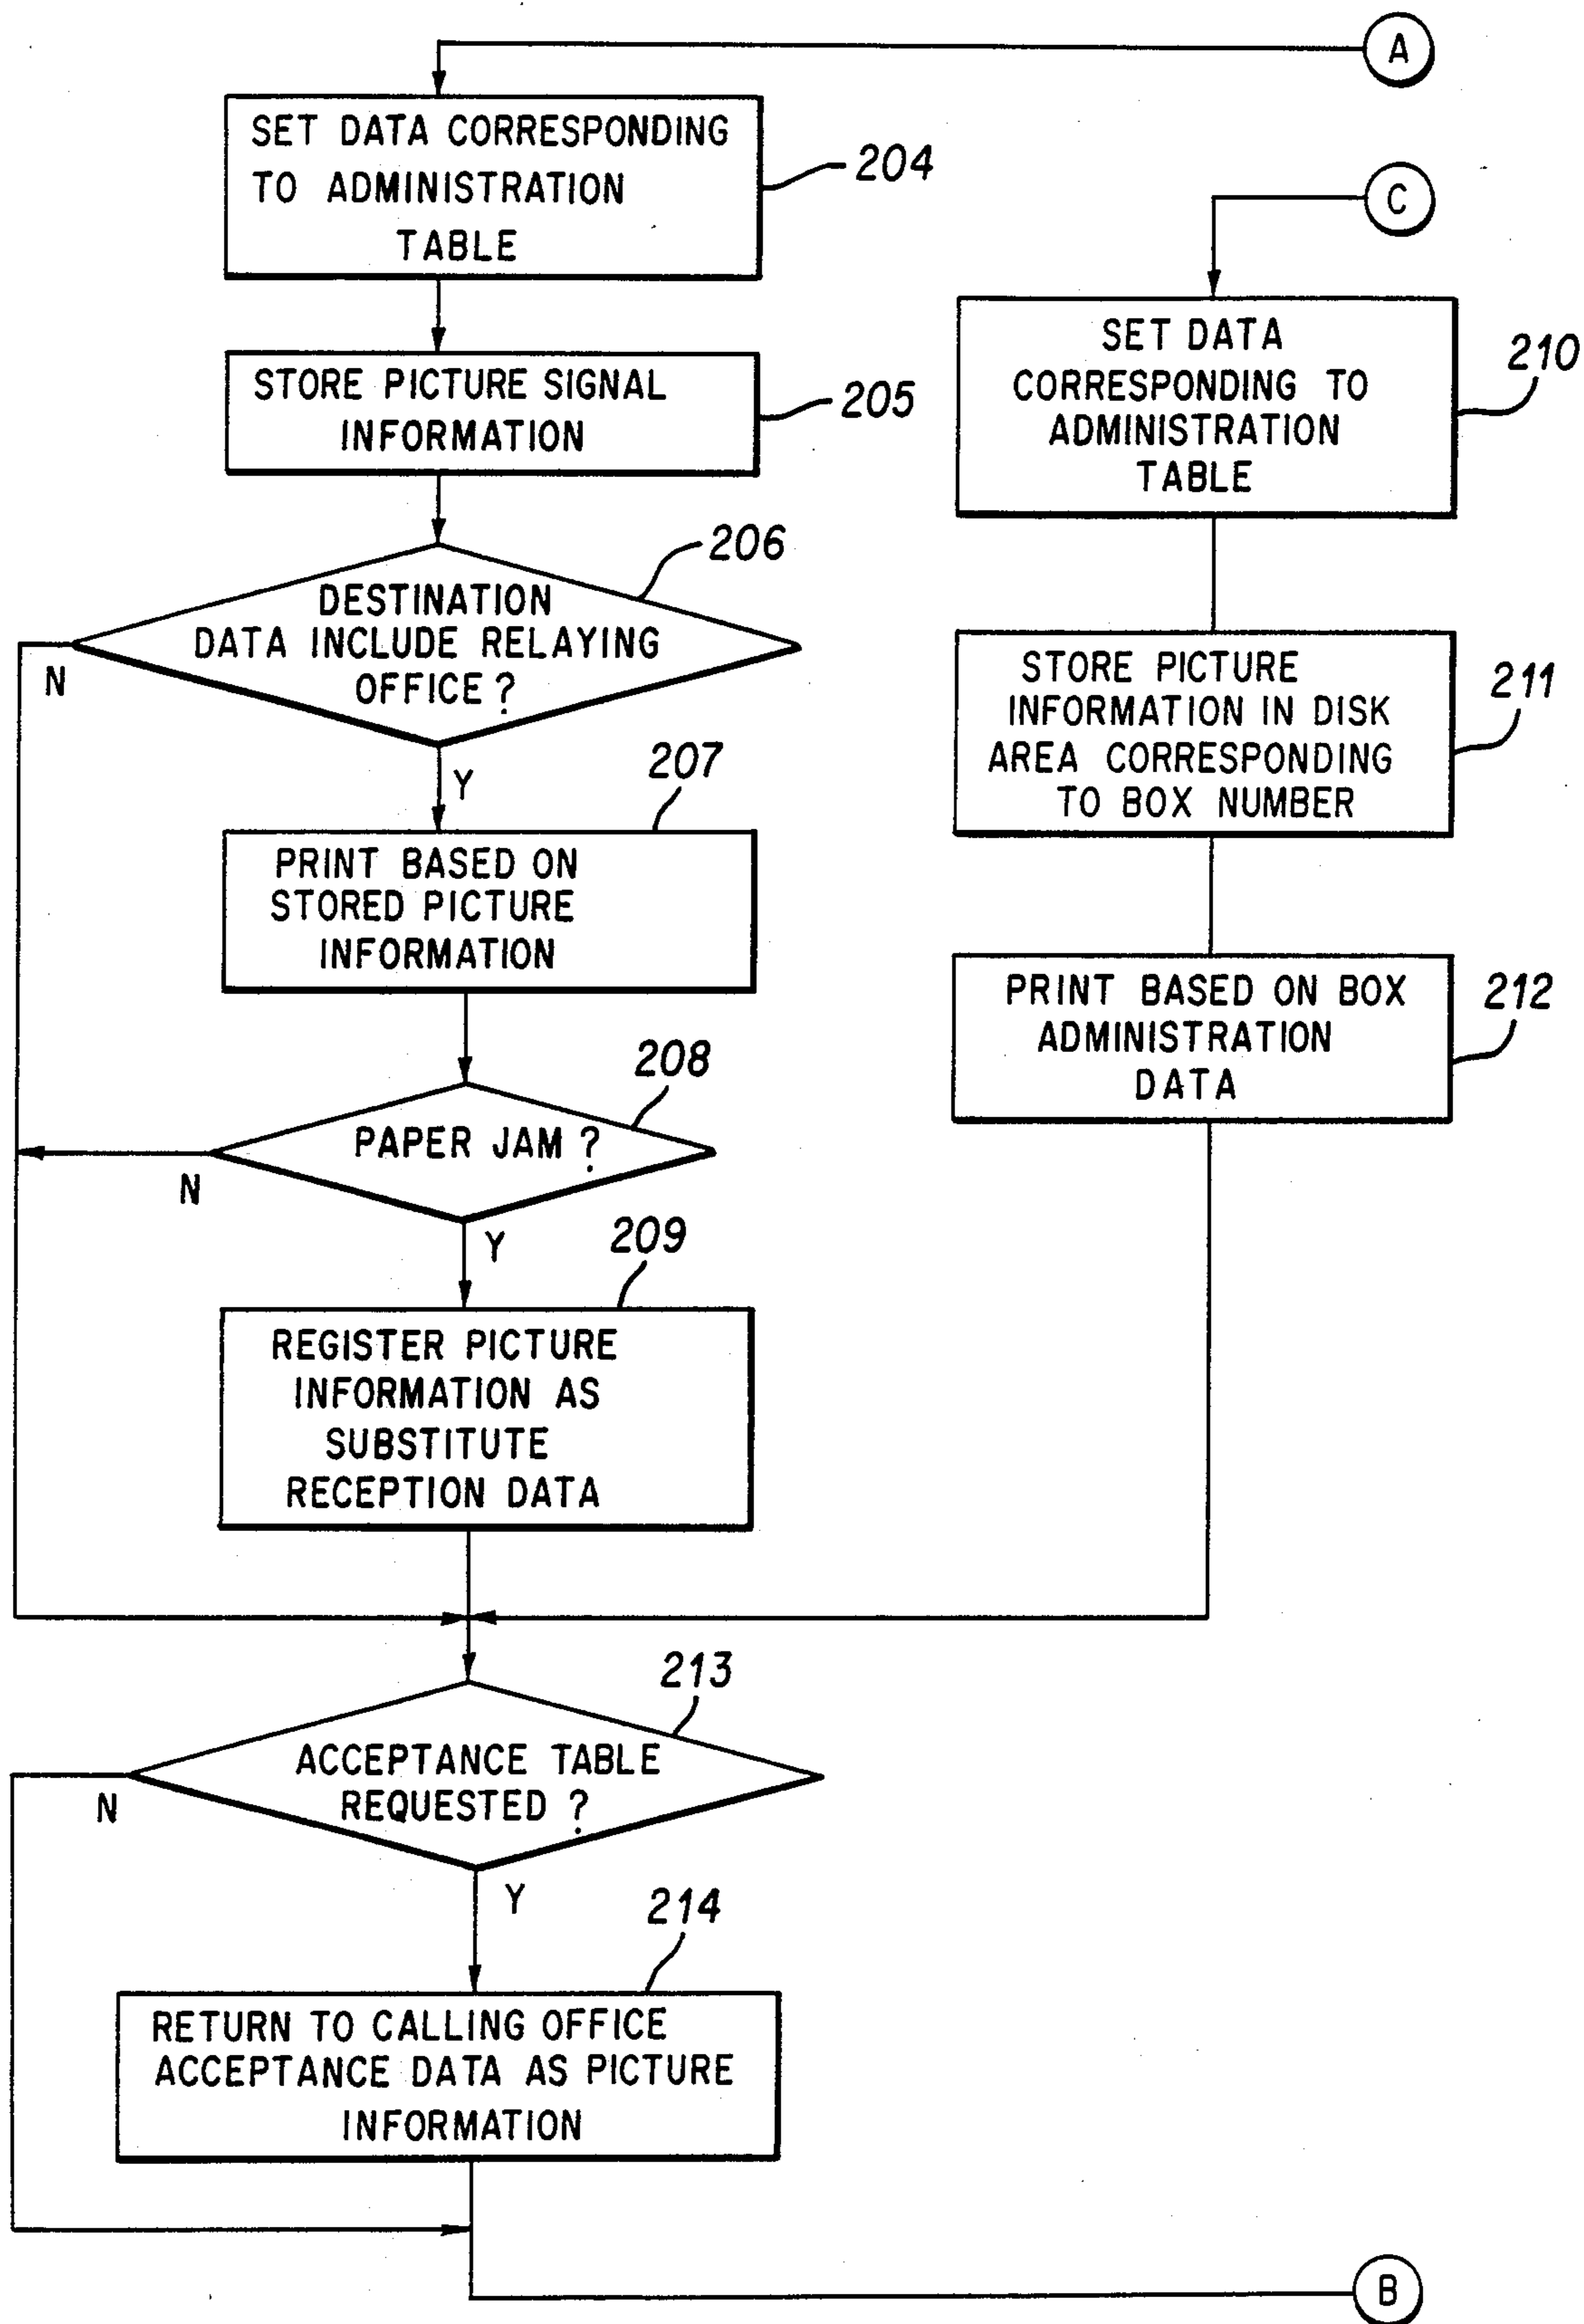 A
SET DATA CORRESPONDING
TO ADMINISTRATION
TABLE
204
C
SET DATA
CORRESPONDING TO
ADMINISTRATION
TABLE
210
STORE PICTURE SIGNAL
INFORMATION
205
206
DESTINATION
DATA INCLUDE RELAYING
OFFICE ?
N
Y
STORE PICTURE
INFORMATION IN DISK
AREA CORRESPONDING
TO BOX NUMBER
211
207
PRINT BASED ON
STORED PICTURE
INFORMATION
PRINT BASED ON BOX
ADMINISTRATION
DATA
212
208
PAPER JAM ?
N
Y
209
REGISTER PICTURE
INFORMATION AS
SUBSTITUTE
RECEPTION DATA
213
ACCEPTANCE TABLE
REQUESTED ?
N
Y
214
RETURN TO CALLING OFFICE
ACCEPTANCE DATA AS PICTURE
INFORMATION
B